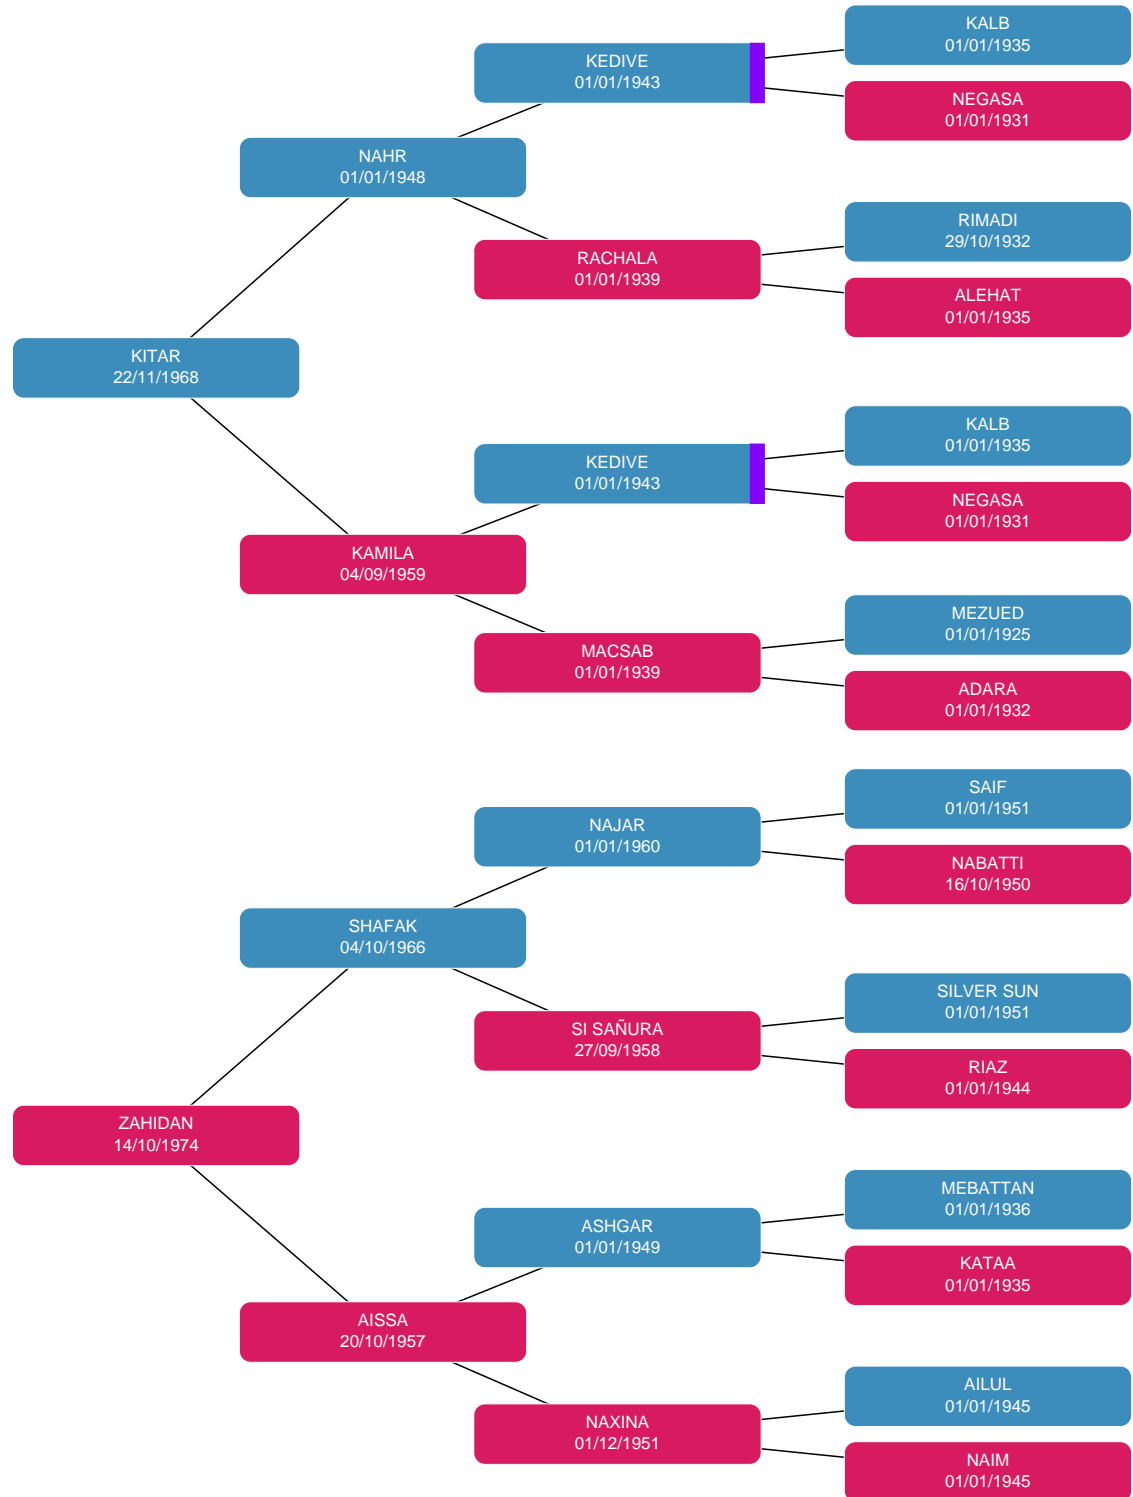 KALB
01/01/1935
KEDIVE
01/01/1943
NEGASA
01/01/1931
NAHR
01/01/1948
RIMADI
29/10/1932
RACHALA
01/01/1939
ALEHAT
01/01/1935
KITAR
22/11/1968
KALB
01/01/1935
KEDIVE
01/01/1943
NEGASA
01/01/1931
KAMILA
04/09/1959
MEZUED
01/01/1925
MACSAB
01/01/1939
ADARA
01/01/1932
SAIF
01/01/1951
NAJAR
01/01/1960
NABATTI
16/10/1950
SHAFAK
04/10/1966
SILVER SUN
01/01/1951
SI SAÑURA
27/09/1958
RIAZ
01/01/1944
ZAHIDAN
14/10/1974
MEBATTAN
01/01/1936
ASHGAR
01/01/1949
KATAA
01/01/1935
AISSA
20/10/1957
AILUL
01/01/1945
NAXINA
01/12/1951
NAIM
01/01/1945